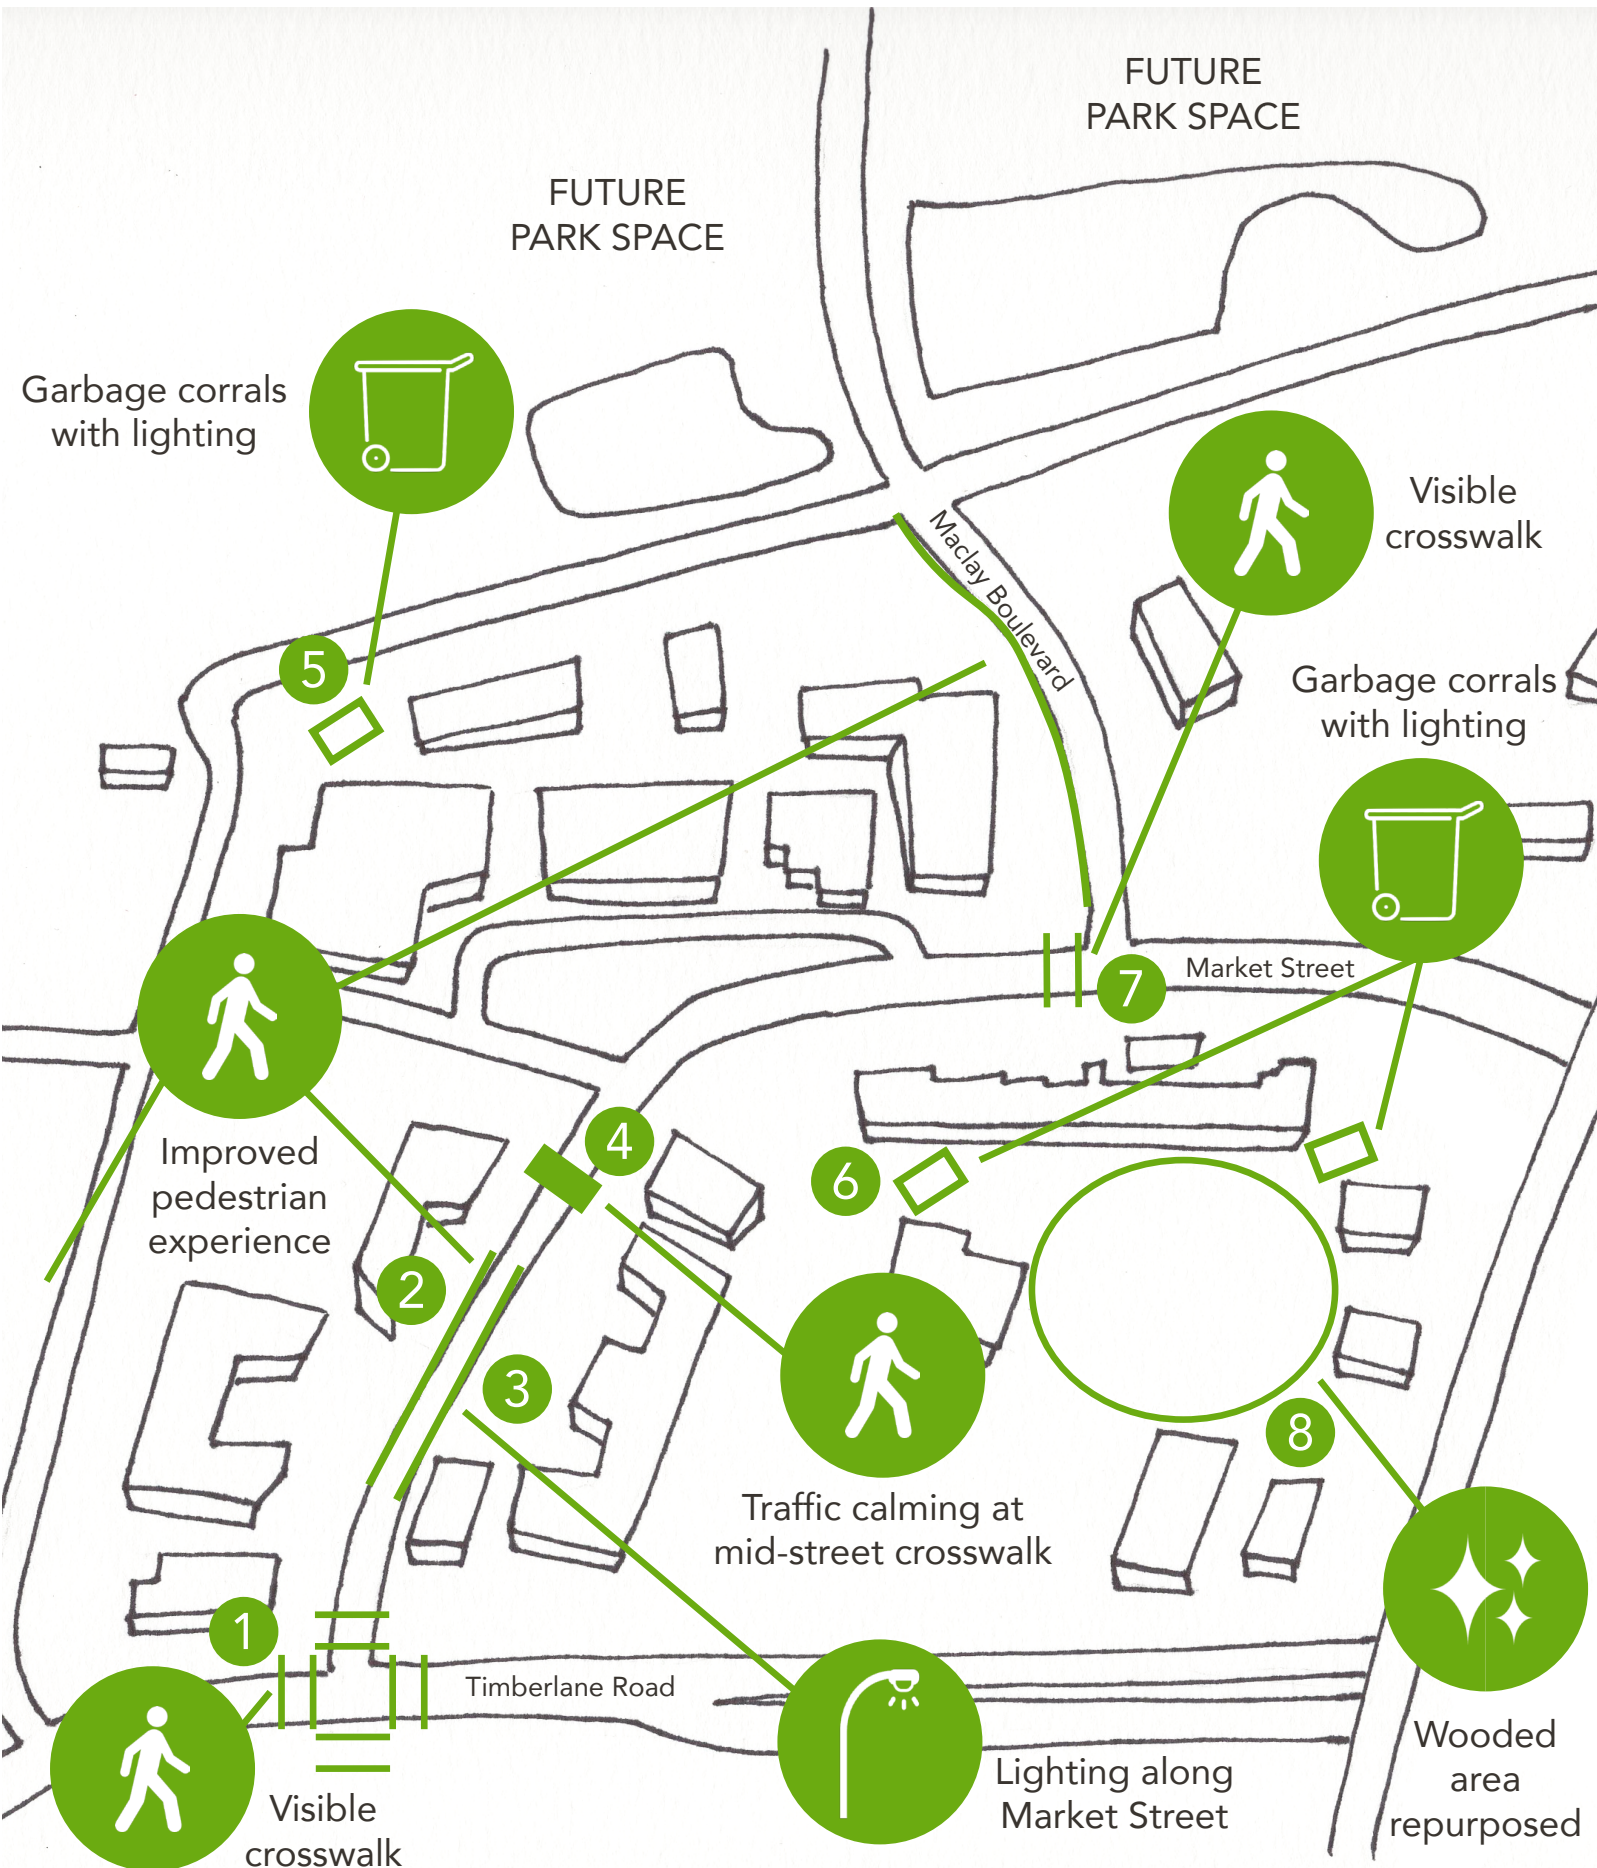 FUTURE
PARK SPACE
FUTURE
PARK SPACE
Garbage corrals
with lighting
Visible
crosswalk
Maclay Boulevard
5
Garbage corrals
with lighting
Market Street
7
Improved
pedestrian
experience
4
6
2
3
8
Traffic calming at
mid-street crosswalk
1
Timberlane Road
Lighting along
Market Street
Wooded
area
repurposed
Visible
crosswalk